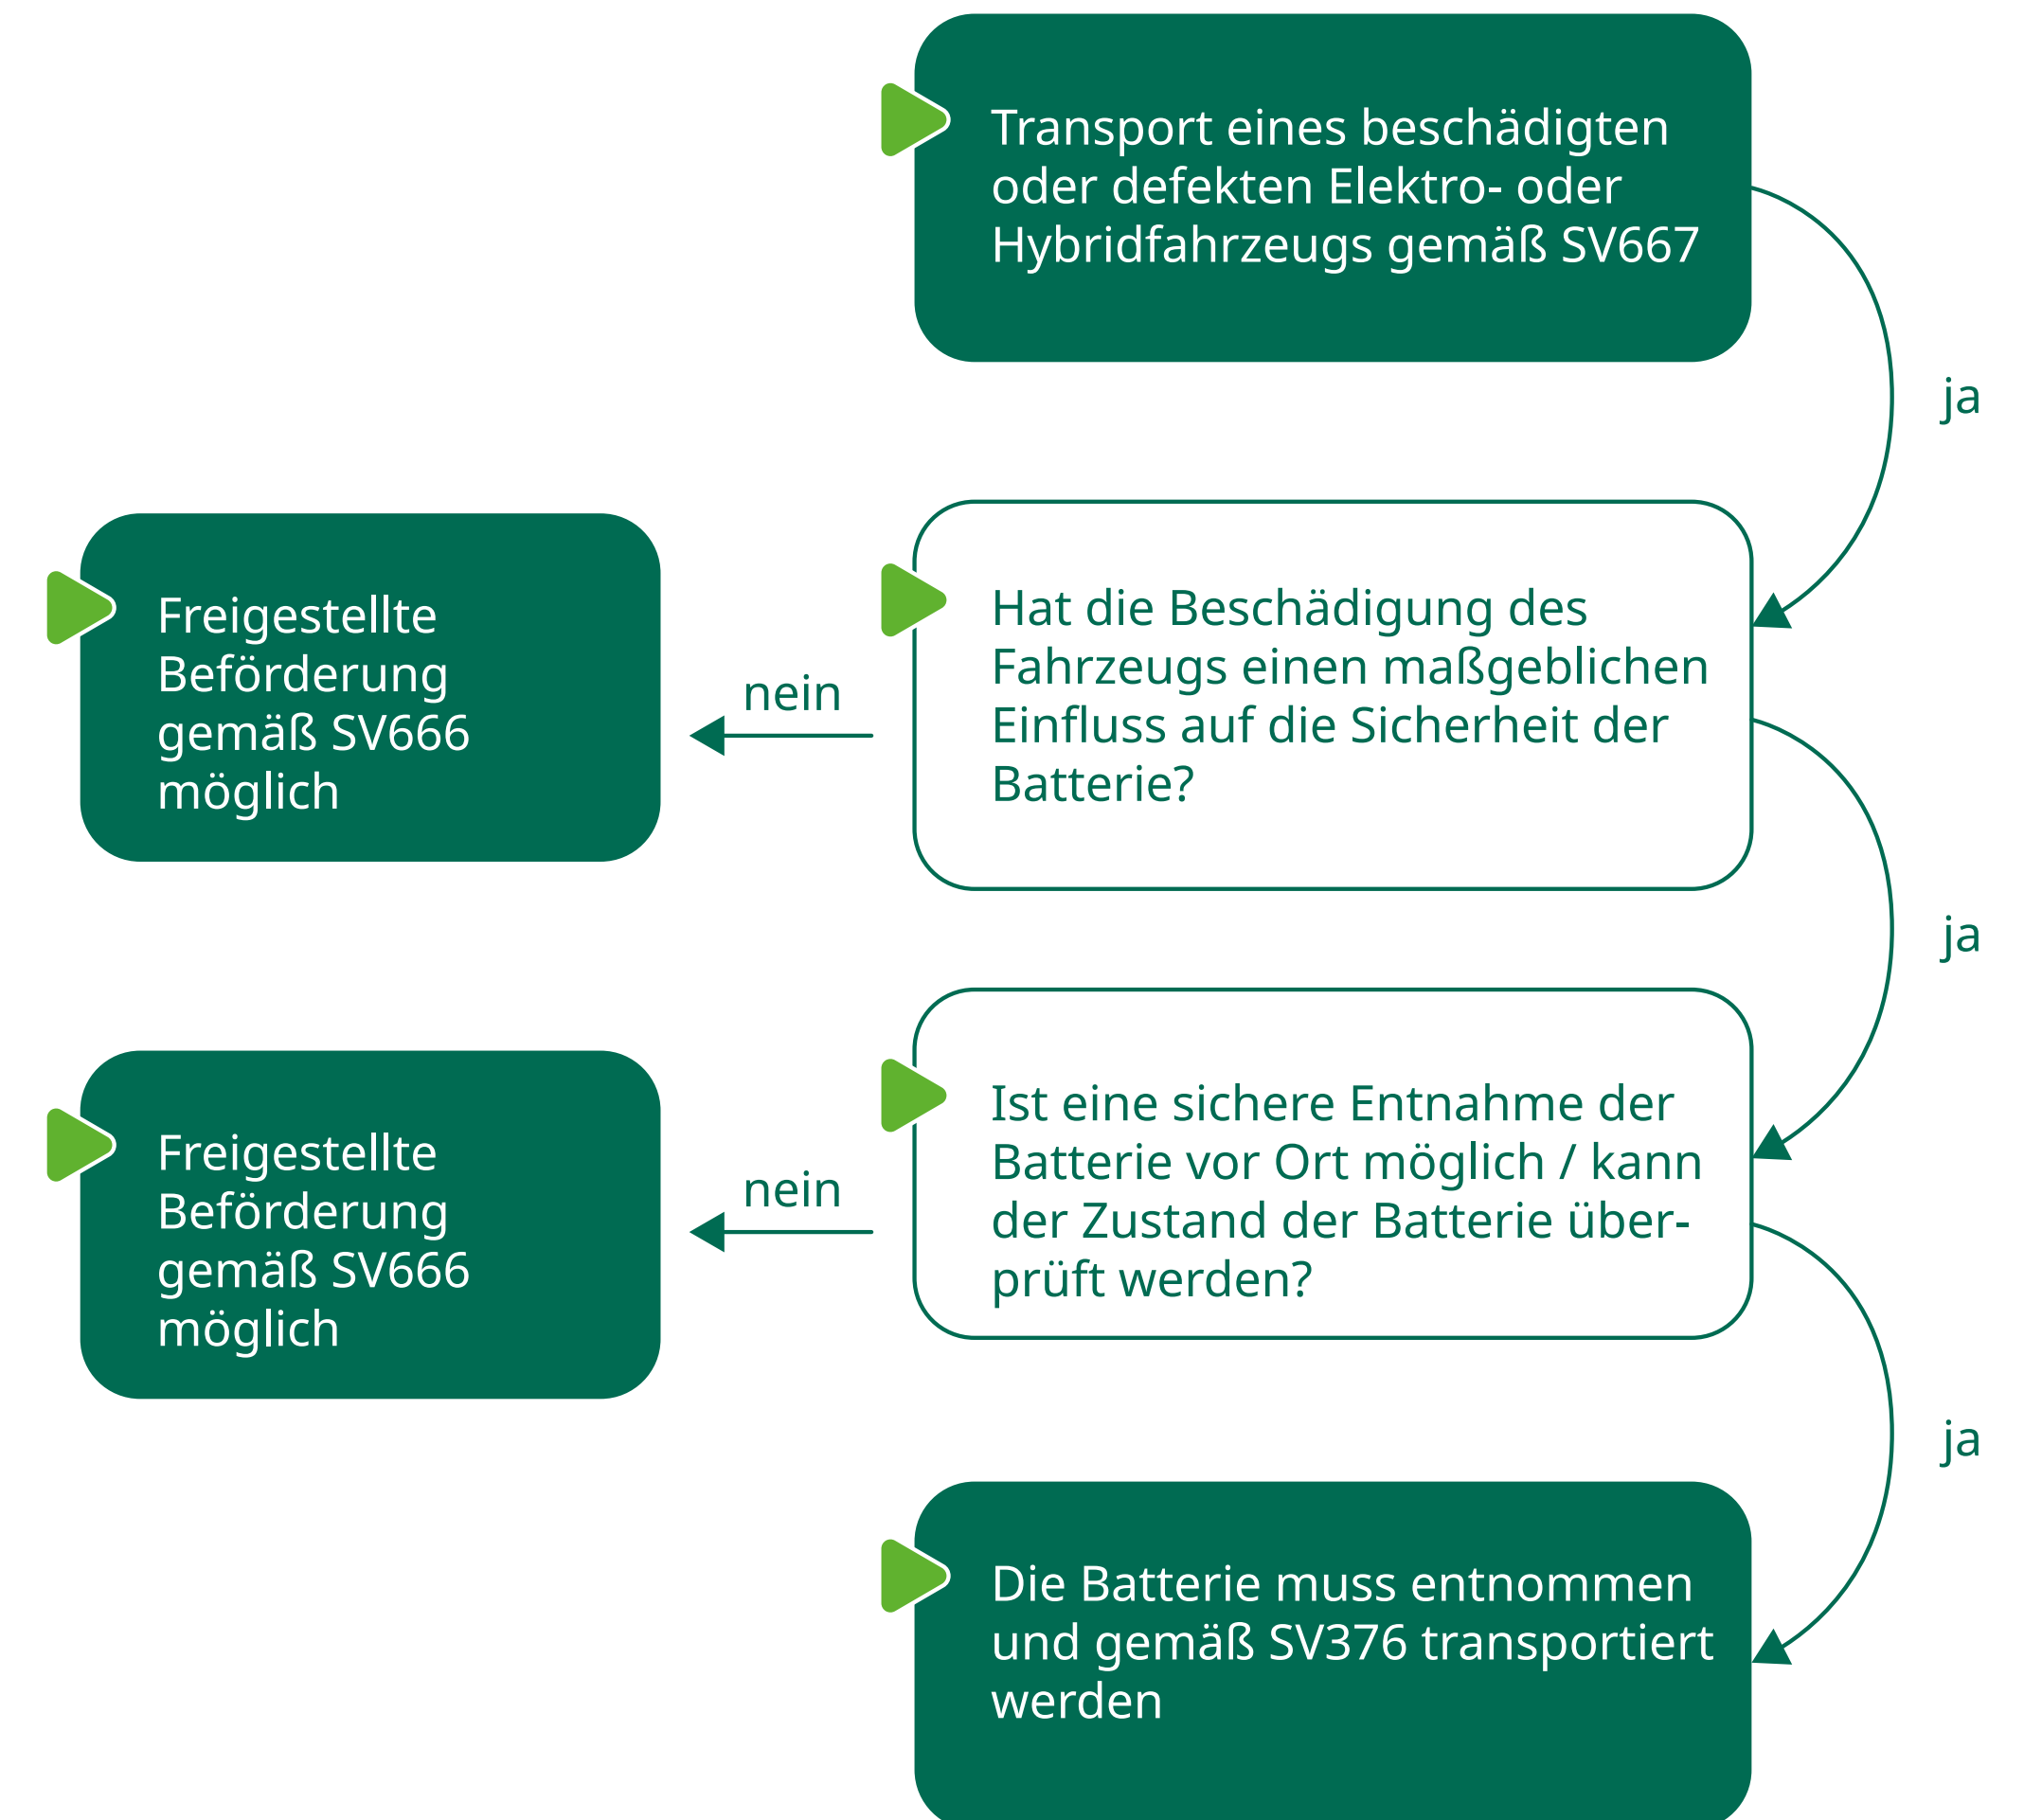 Transport eines beschädigten
oder defekten Elektro- oder
Hybridfahrzeugs gemäß SV667
ja
Hat die Beschädigung des
Fahrzeugs einen maßgeblichen
Einfluss auf die Sicherheit der
Batterie?
nein
Freigestellte
Beförderung
gemäß SV666
möglich
ja
Ist eine sichere Entnahme der
Batterie vor Ort möglich / kann
der Zustand der Batterie über-
prüft werden?
nein
Freigestellte
Beförderung
gemäß SV666
möglich
ja
Die Batterie muss entnommen
und gemäß SV376 transportiert
werden